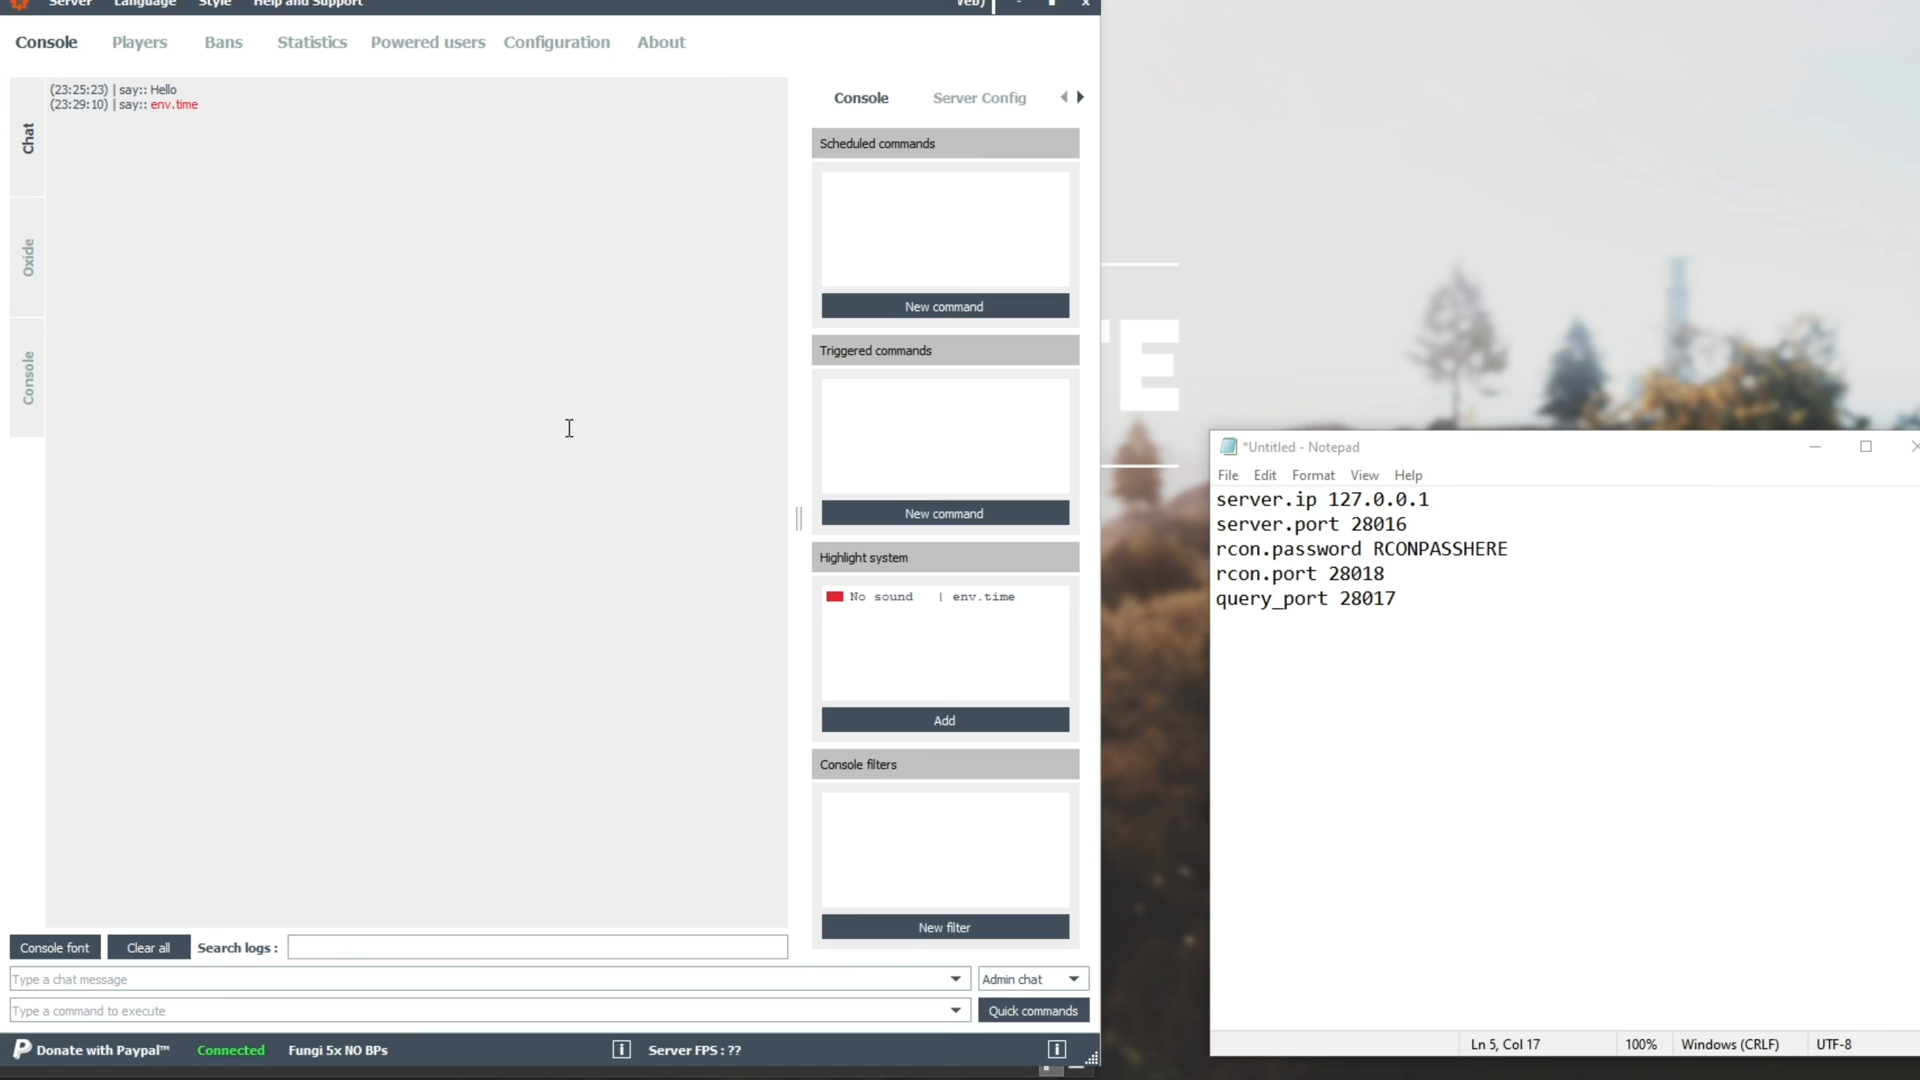 Server Language Style Help and Support
Console Players Bans Statistics Powered users Configuration About
Chat
Oxide
Console
(23:25:23) | say:: Hello
(23:29:10) | say:: env.time
Console Server Config
Scheduled commands
New command
Triggered commands
New command
Highlight system
No sound | env.time
Add
Console filters
New filter
Console font Clear all Search logs :
Type a chat message Admin chat
Type a command to execute Quick commands
Donate with Paypal™ Connected Fungi 5x NO BPs Server FPS : ??
*Untitled - Notepad
File Edit Format View Help
server.ip 127.0.0.1
server.port 28016
rcon.password RCONPASSHERE
rcon.port 28018
query_port 28017
Ln 5, Col 17 100% Windows (CRLF) UTF-8